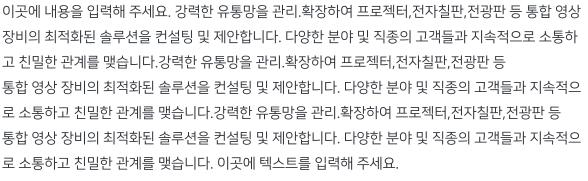 이곳에 내용을 입력해 주세요. 강력한 유통망을 관리.확장하여 프로젝터,전자칠판,전광판 등 통합 영상
장비의 최적화된 솔루션을 컨설팅 및 제안합니다. 다양한 분야 및 직종의 고객들과 지속적으로 소통하
고 친밀한 관계를 맺습니다.강력한 유통망을 관리.확장하여 프로젝터,전자칠판,전광판 등
통합 영상 장비의 최적화된 솔루션을 컨설팅 및 제안합니다. 다양한 분야 및 직종의 고객들과 지속적으
로 소통하고 친밀한 관계를 맺습니다.강력한 유통망을 관리.확장하여 프로젝터,전자칠판,전광판 등
통합 영상 장비의 최적화된 솔루션을 컨설팅 및 제안합니다. 다양한 분야 및 직종의 고객들과 지속적으
로 소통하고 친밀한 관계를 맺습니다. 이곳에 텍스트를 입력해 주세요.